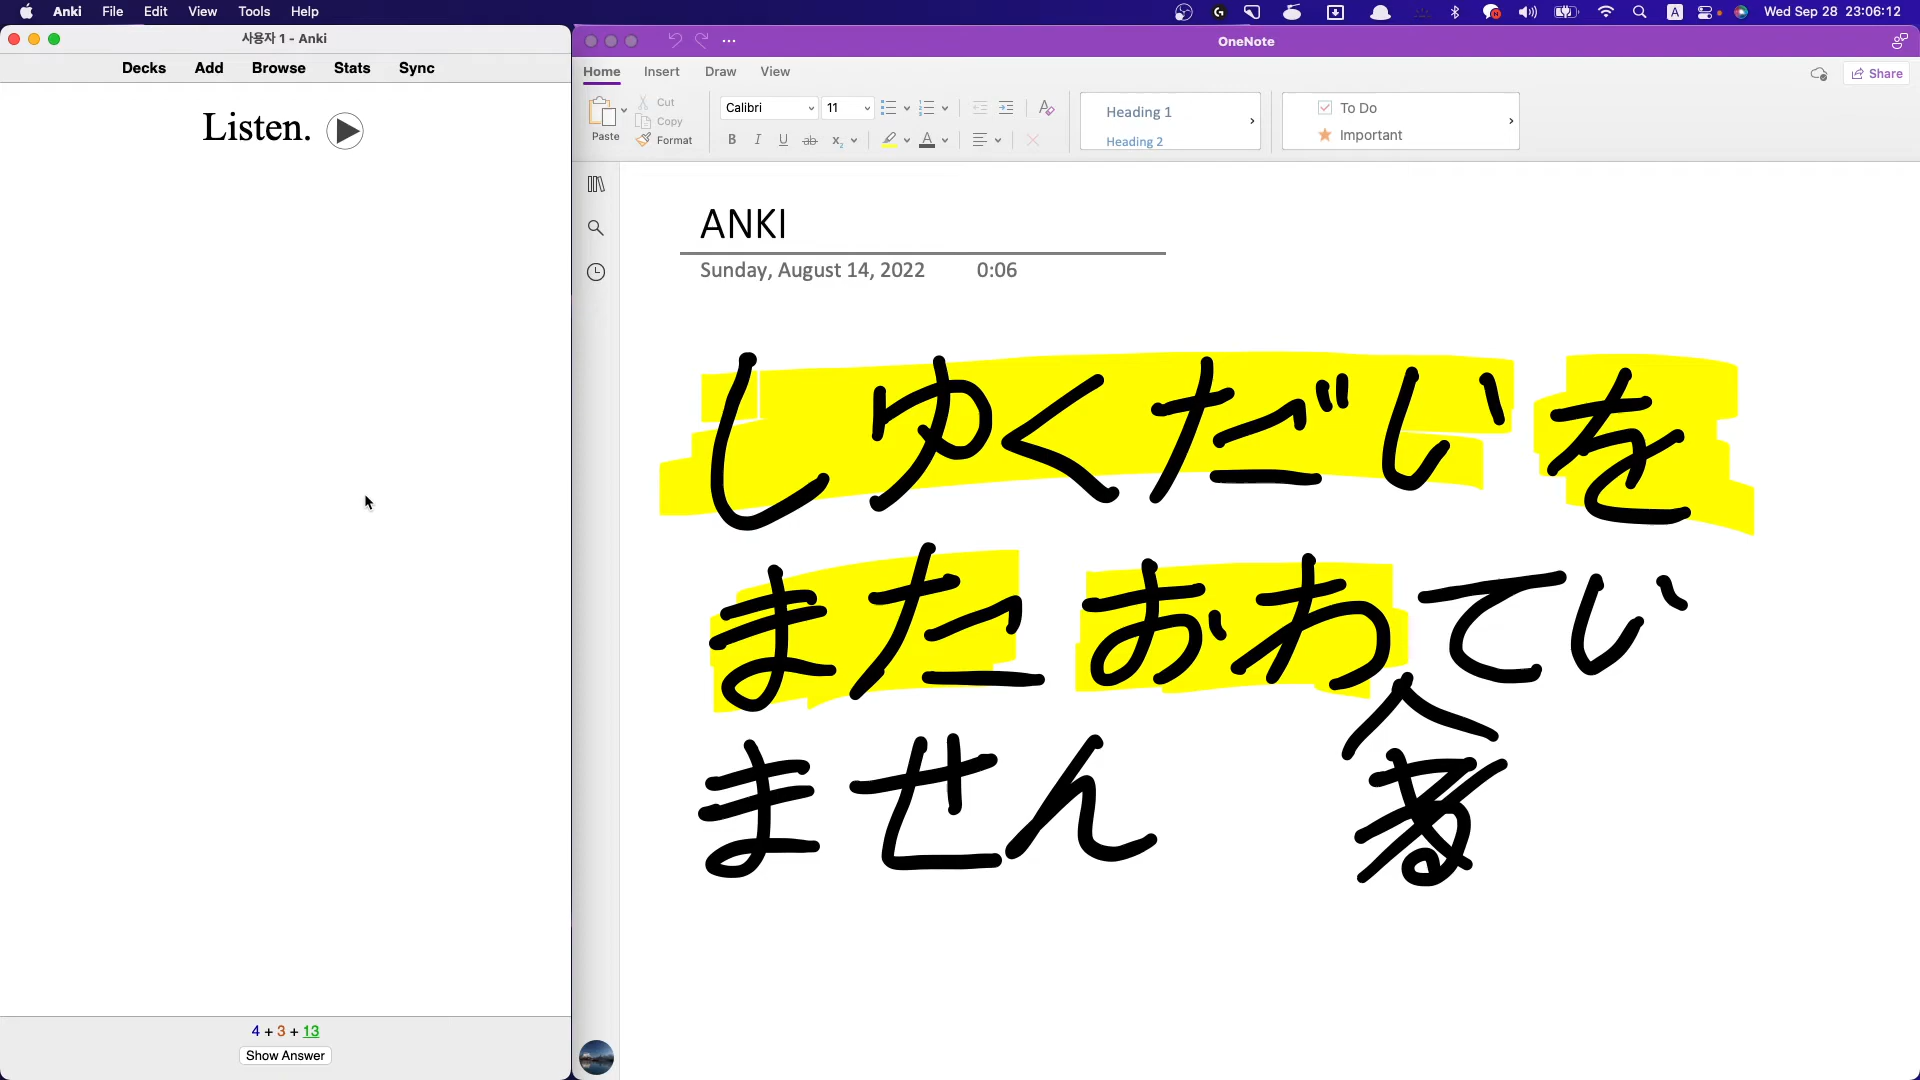 Anki File Edit View Tools Help A Wed Sep 28 23:06:12
사용자 1 - Anki
Decks Add Browse Stats Sync
Listen.
4 + 3 + 13
Show Answer
OneNote
Home Insert Draw View Share
Paste Cut Copy Format
Calibri 11
B I U ab x₂ A
Heading 1
Heading 2
To Do
Important
ANKI
Sunday, August 14, 2022 0:06
しゆくだいを
またおわてい
ません